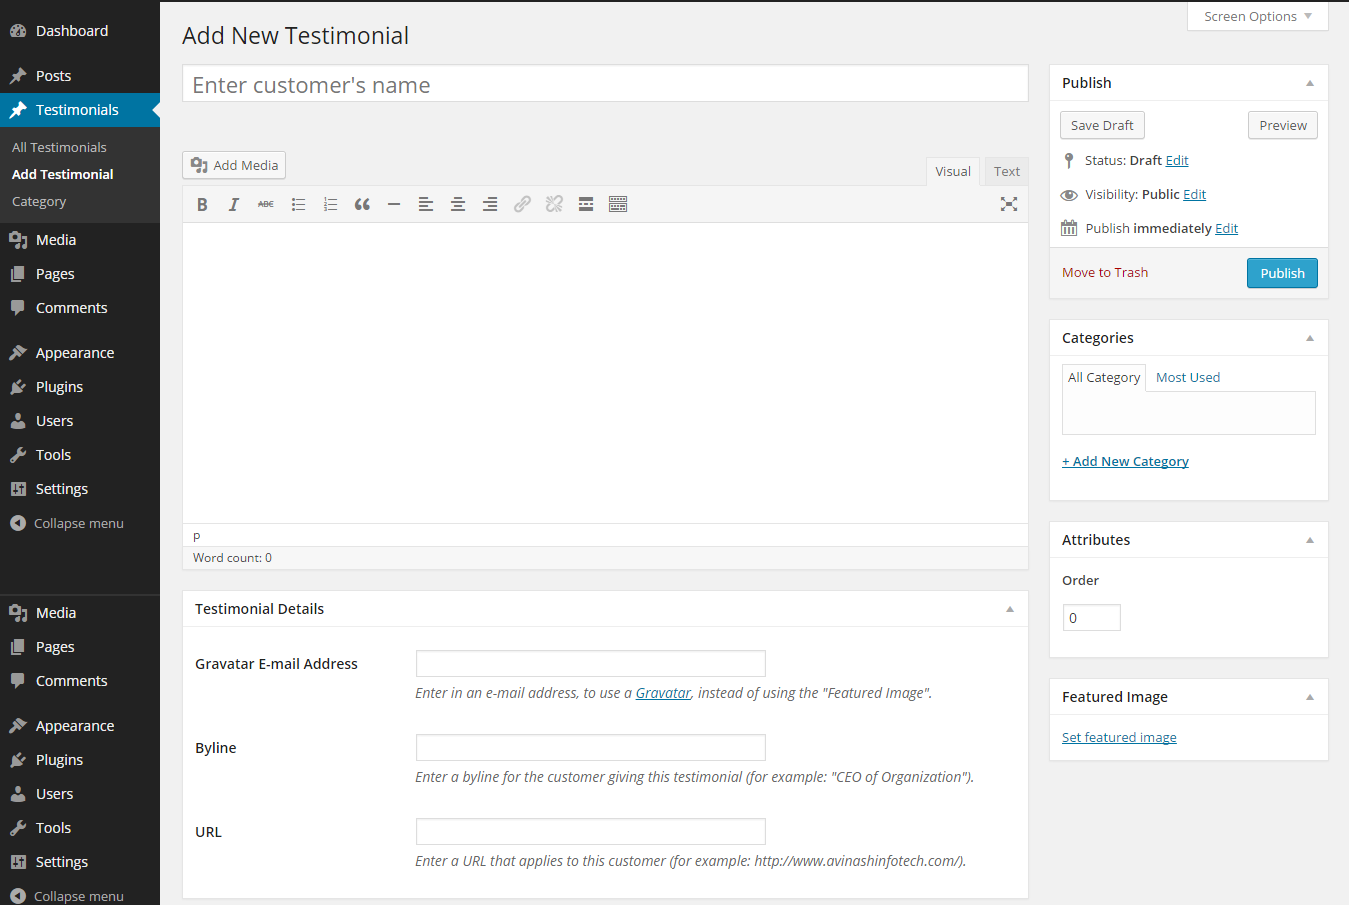 Dashboard
Posts
Testimonials
All Testimonials
Add Testimonial
Category
Media
Pages
Comments
Appearance
Plugins
Users
Tools
Settings
Collapse menu
Media
Pages
Comments
Appearance
Plugins
Users
Tools
Settings
Collapse menu
Screen Options
Add New Testimonial
Enter customer's name
Add Media
Visual Text
B I ABC
p
Word count: 0
Testimonial Details
Gravatar E-mail Address
Enter in an e-mail address, to use a Gravatar, instead of using the "Featured Image".
Byline
Enter a byline for the customer giving this testimonial (for example: "CEO of Organization").
URL
Enter a URL that applies to this customer (for example: http://www.avinashinfotech.com/).
Publish
Save Draft Preview
Status: Draft Edit
Visibility: Public Edit
Publish immediately Edit
Move to Trash Publish
Categories
All Category Most Used
+ Add New Category
Attributes
Order
0
Featured Image
Set featured image